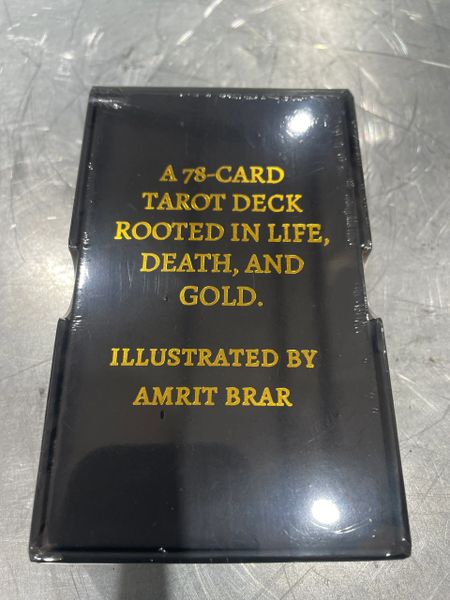 A 78-CARD
TAROT DECK
ROOTED IN LIFE,
DEATH, AND
GOLD.
ILLUSTRATED BY
AMRIT BRAR